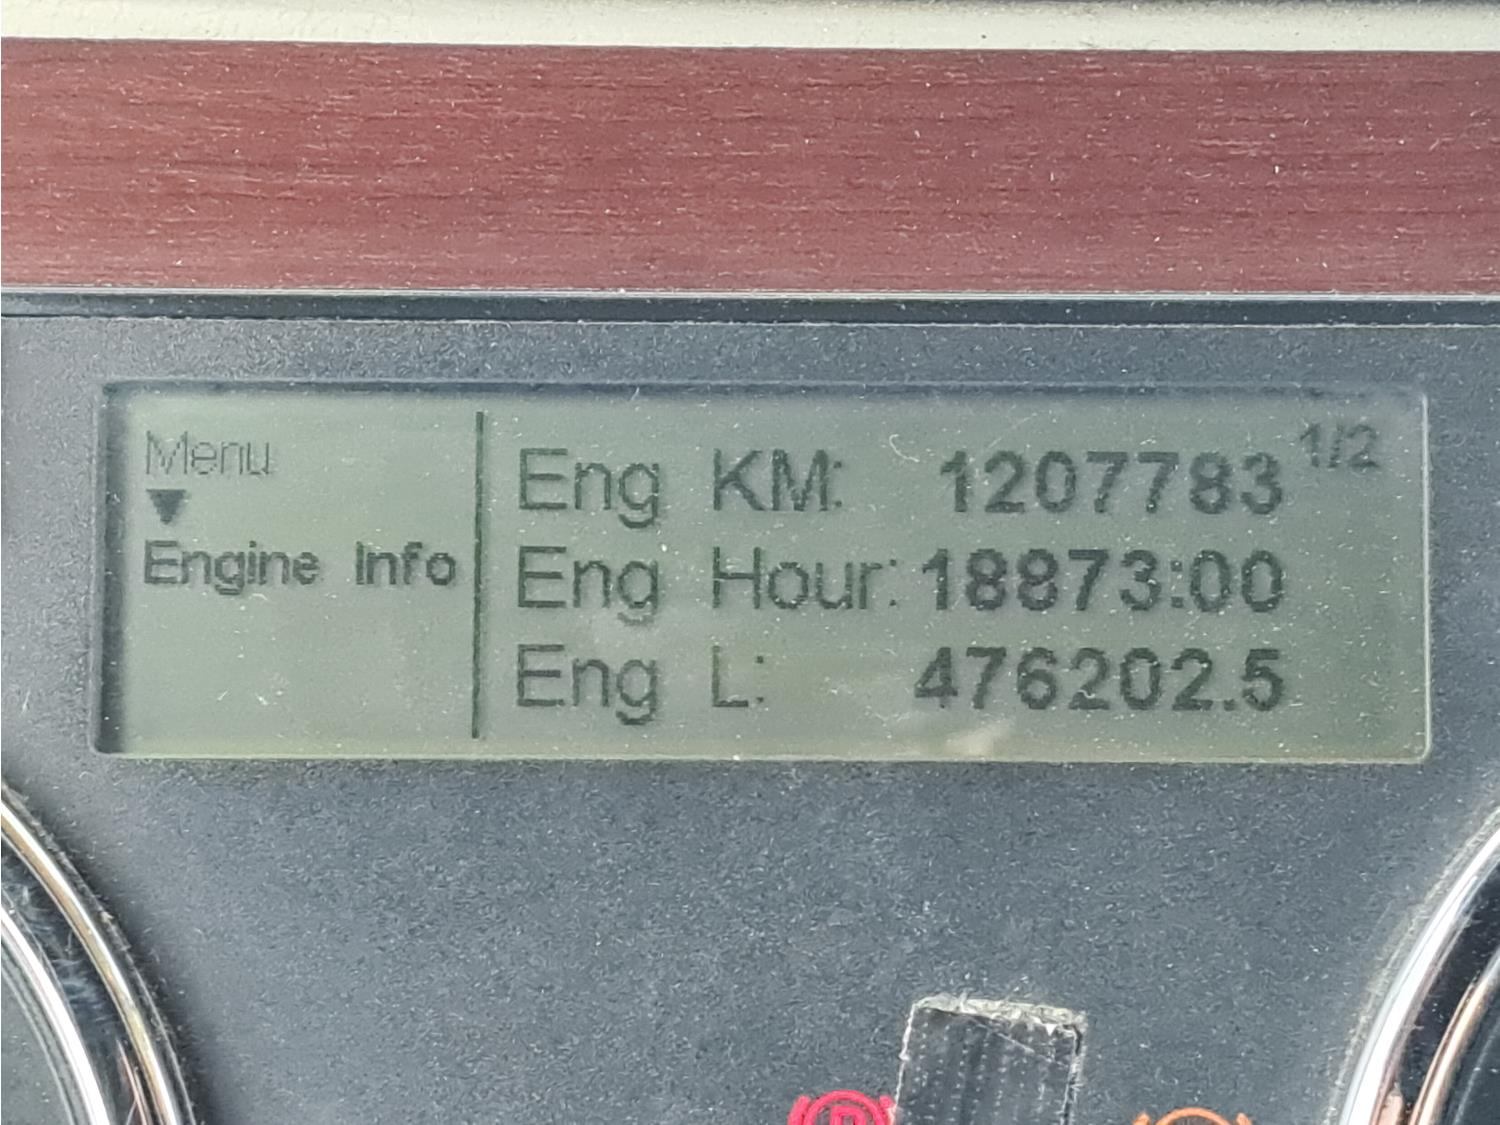 Menu
▼
Engine Info
1/2
Eng KM: 1207783
Eng Hour: 18873:00
Eng L: 476202.5